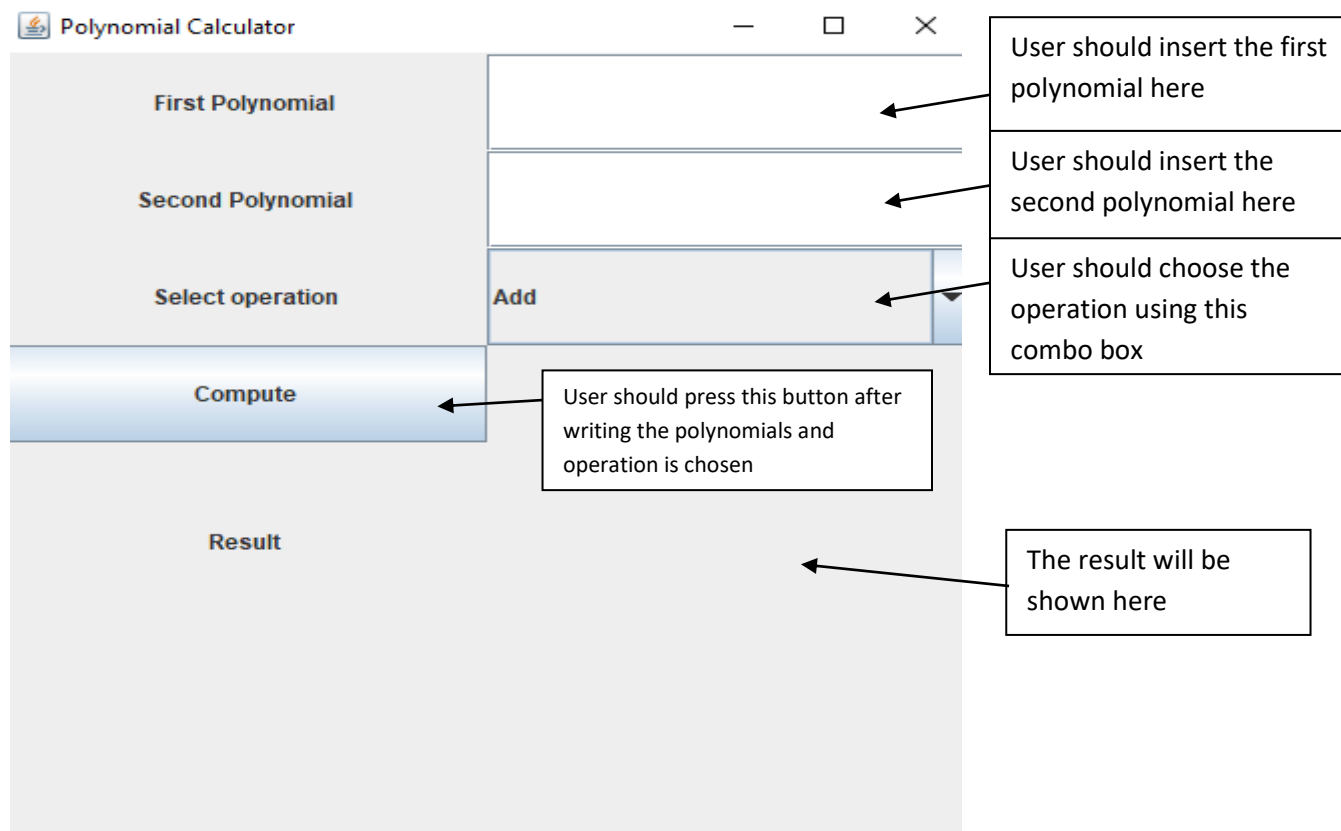 Polynomial Calculator
First Polynomial
User should insert the first
polynomial here
Second Polynomial
User should insert the
second polynomial here
Select operation
Add
User should choose the
operation using this
combo box
Compute
User should press this button after
writing the polynomials and
operation is chosen
Result
The result will be
shown here